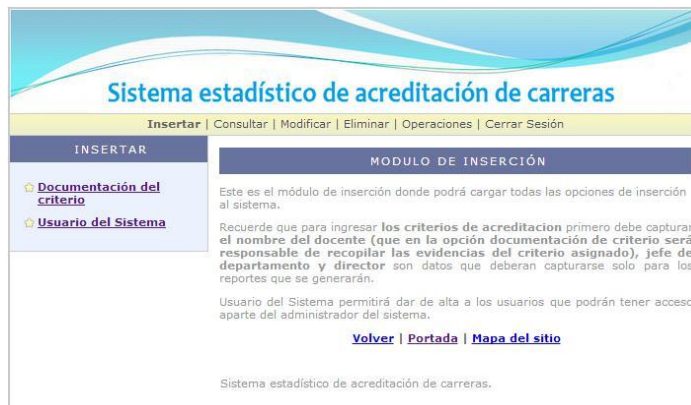 Sistema estadístico de acreditación de carreras
Insertar | Consultar | Modificar | Eliminar | Operaciones | Cerrar Sesión
INSERTAR
Documentación del
criterio
Usuario del Sistema
MODULO DE INSERCIÓN
Este es el módulo de inserción donde podrá cargar todas las opciones de inserción
al sistema.
Recuerde que para ingresar los criterios de acreditacion primero debe capturar
el nombre del docente (que en la opción documentación de criterio será
responsable de recopilar las evidencias del criterio asignado), jefe de
departamento y director son datos que deberan capturarse solo para los
reportes que se generarán.
Usuario del Sistema permitirá dar de alta a los usuarios que podrán tener acceso
aparte del administrador del sistema.
Volver | Portada | Mapa del sitio
Sistema estadístico de acreditación de carreras.